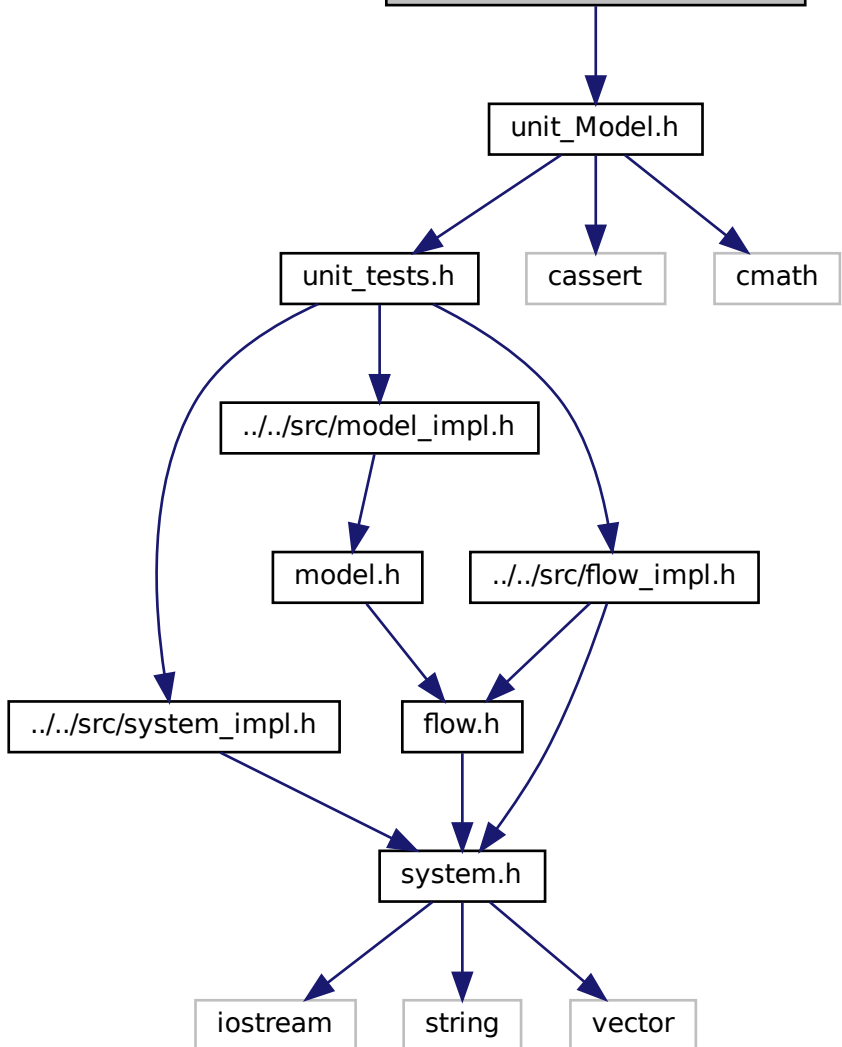 unit_Model.h
unit_tests.h
cassert
cmath
../../src/model_impl.h
model.h
../../src/flow_impl.h
../../src/system_impl.h
flow.h
system.h
iostream
string
vector